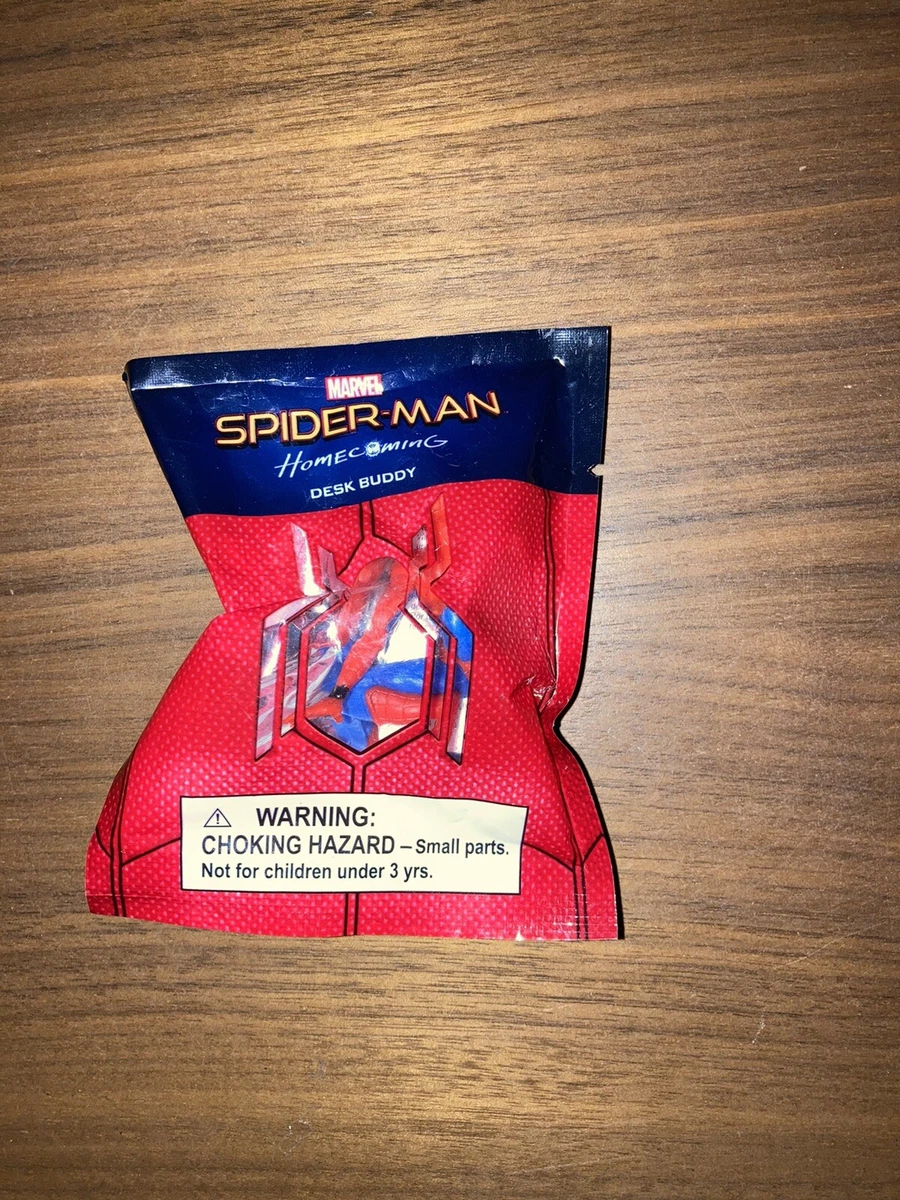 MARVEL
SPIDER-MAN
HOMECOMING
DESK BUDDY
WARNING:
CHOKING HAZARD – Small parts.
Not for children under 3 yrs.